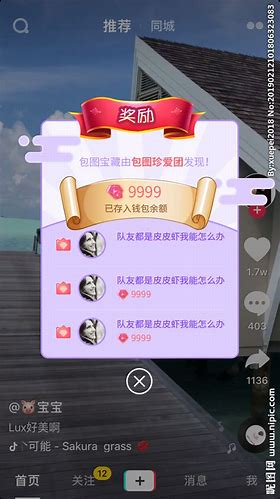 推荐 同城
奖励
包图宝藏由包图珍爱团发现!
9999
已存入钱包余额
队友都是皮皮虾我能怎么办
9999
队友都是皮皮虾我能怎么办
9999
队友都是皮皮虾我能怎么办
9999
1.7w
430
1136
@🐷宝宝
Lux好美啊
可能 - Sakura grass
首页 关注 12 消息 我
By:xuepei2018 No:20190212101806323083
昵图网 www.nipic.com